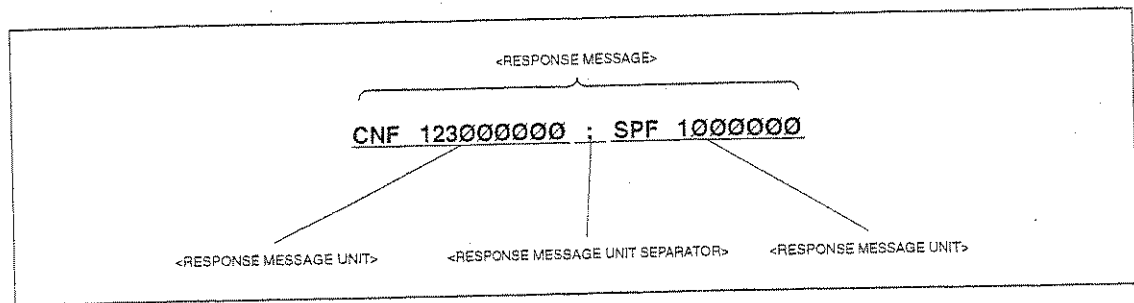 <RESPONSE MESSAGE>
CNF 123ØØØØØØ ; SPF 1ØØØØØØ
<RESPONSE MESSAGE UNIT> <RESPONSE MESSAGE UNIT SEPARATOR> <RESPONSE MESSAGE UNIT>